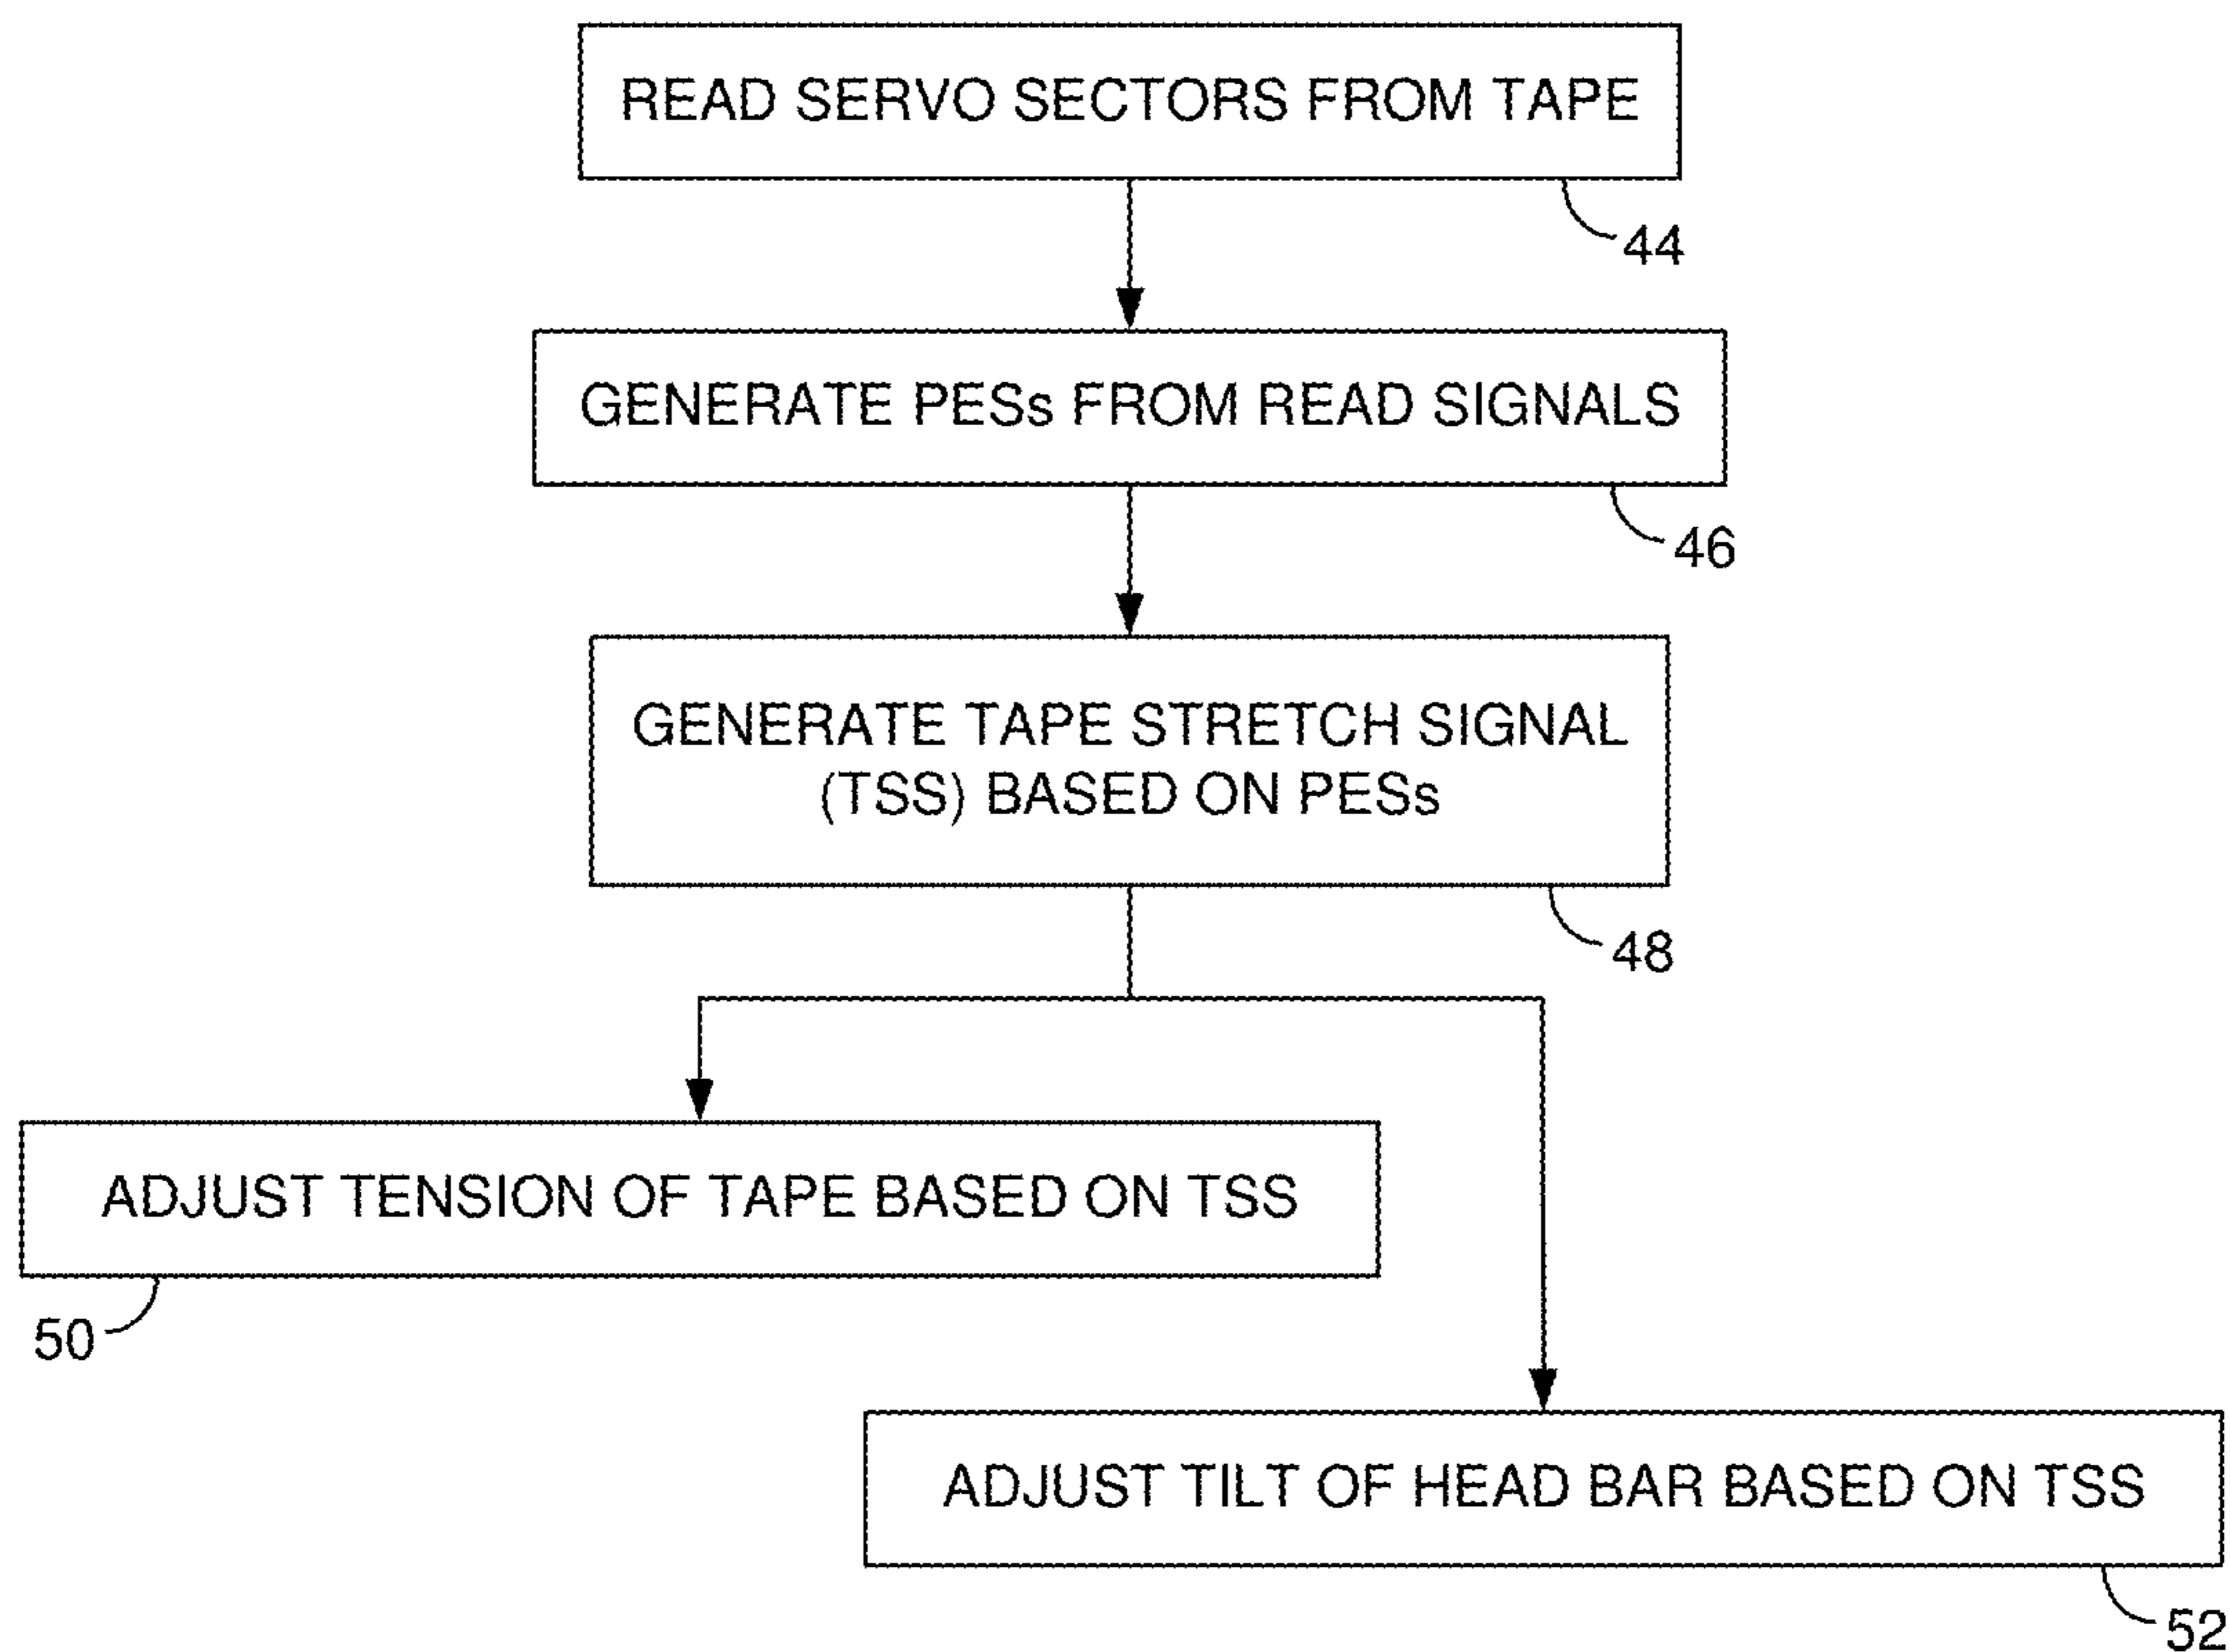 READ SERVO SECTORS FROM TAPE
44
GENERATE PESs FROM READ SIGNALS
46
GENERATE TAPE STRETCH SIGNAL
(TSS) BASED ON PESs
48
ADJUST TENSION OF TAPE BASED ON TSS
50
ADJUST TILT OF HEAD BAR BASED ON TSS
52